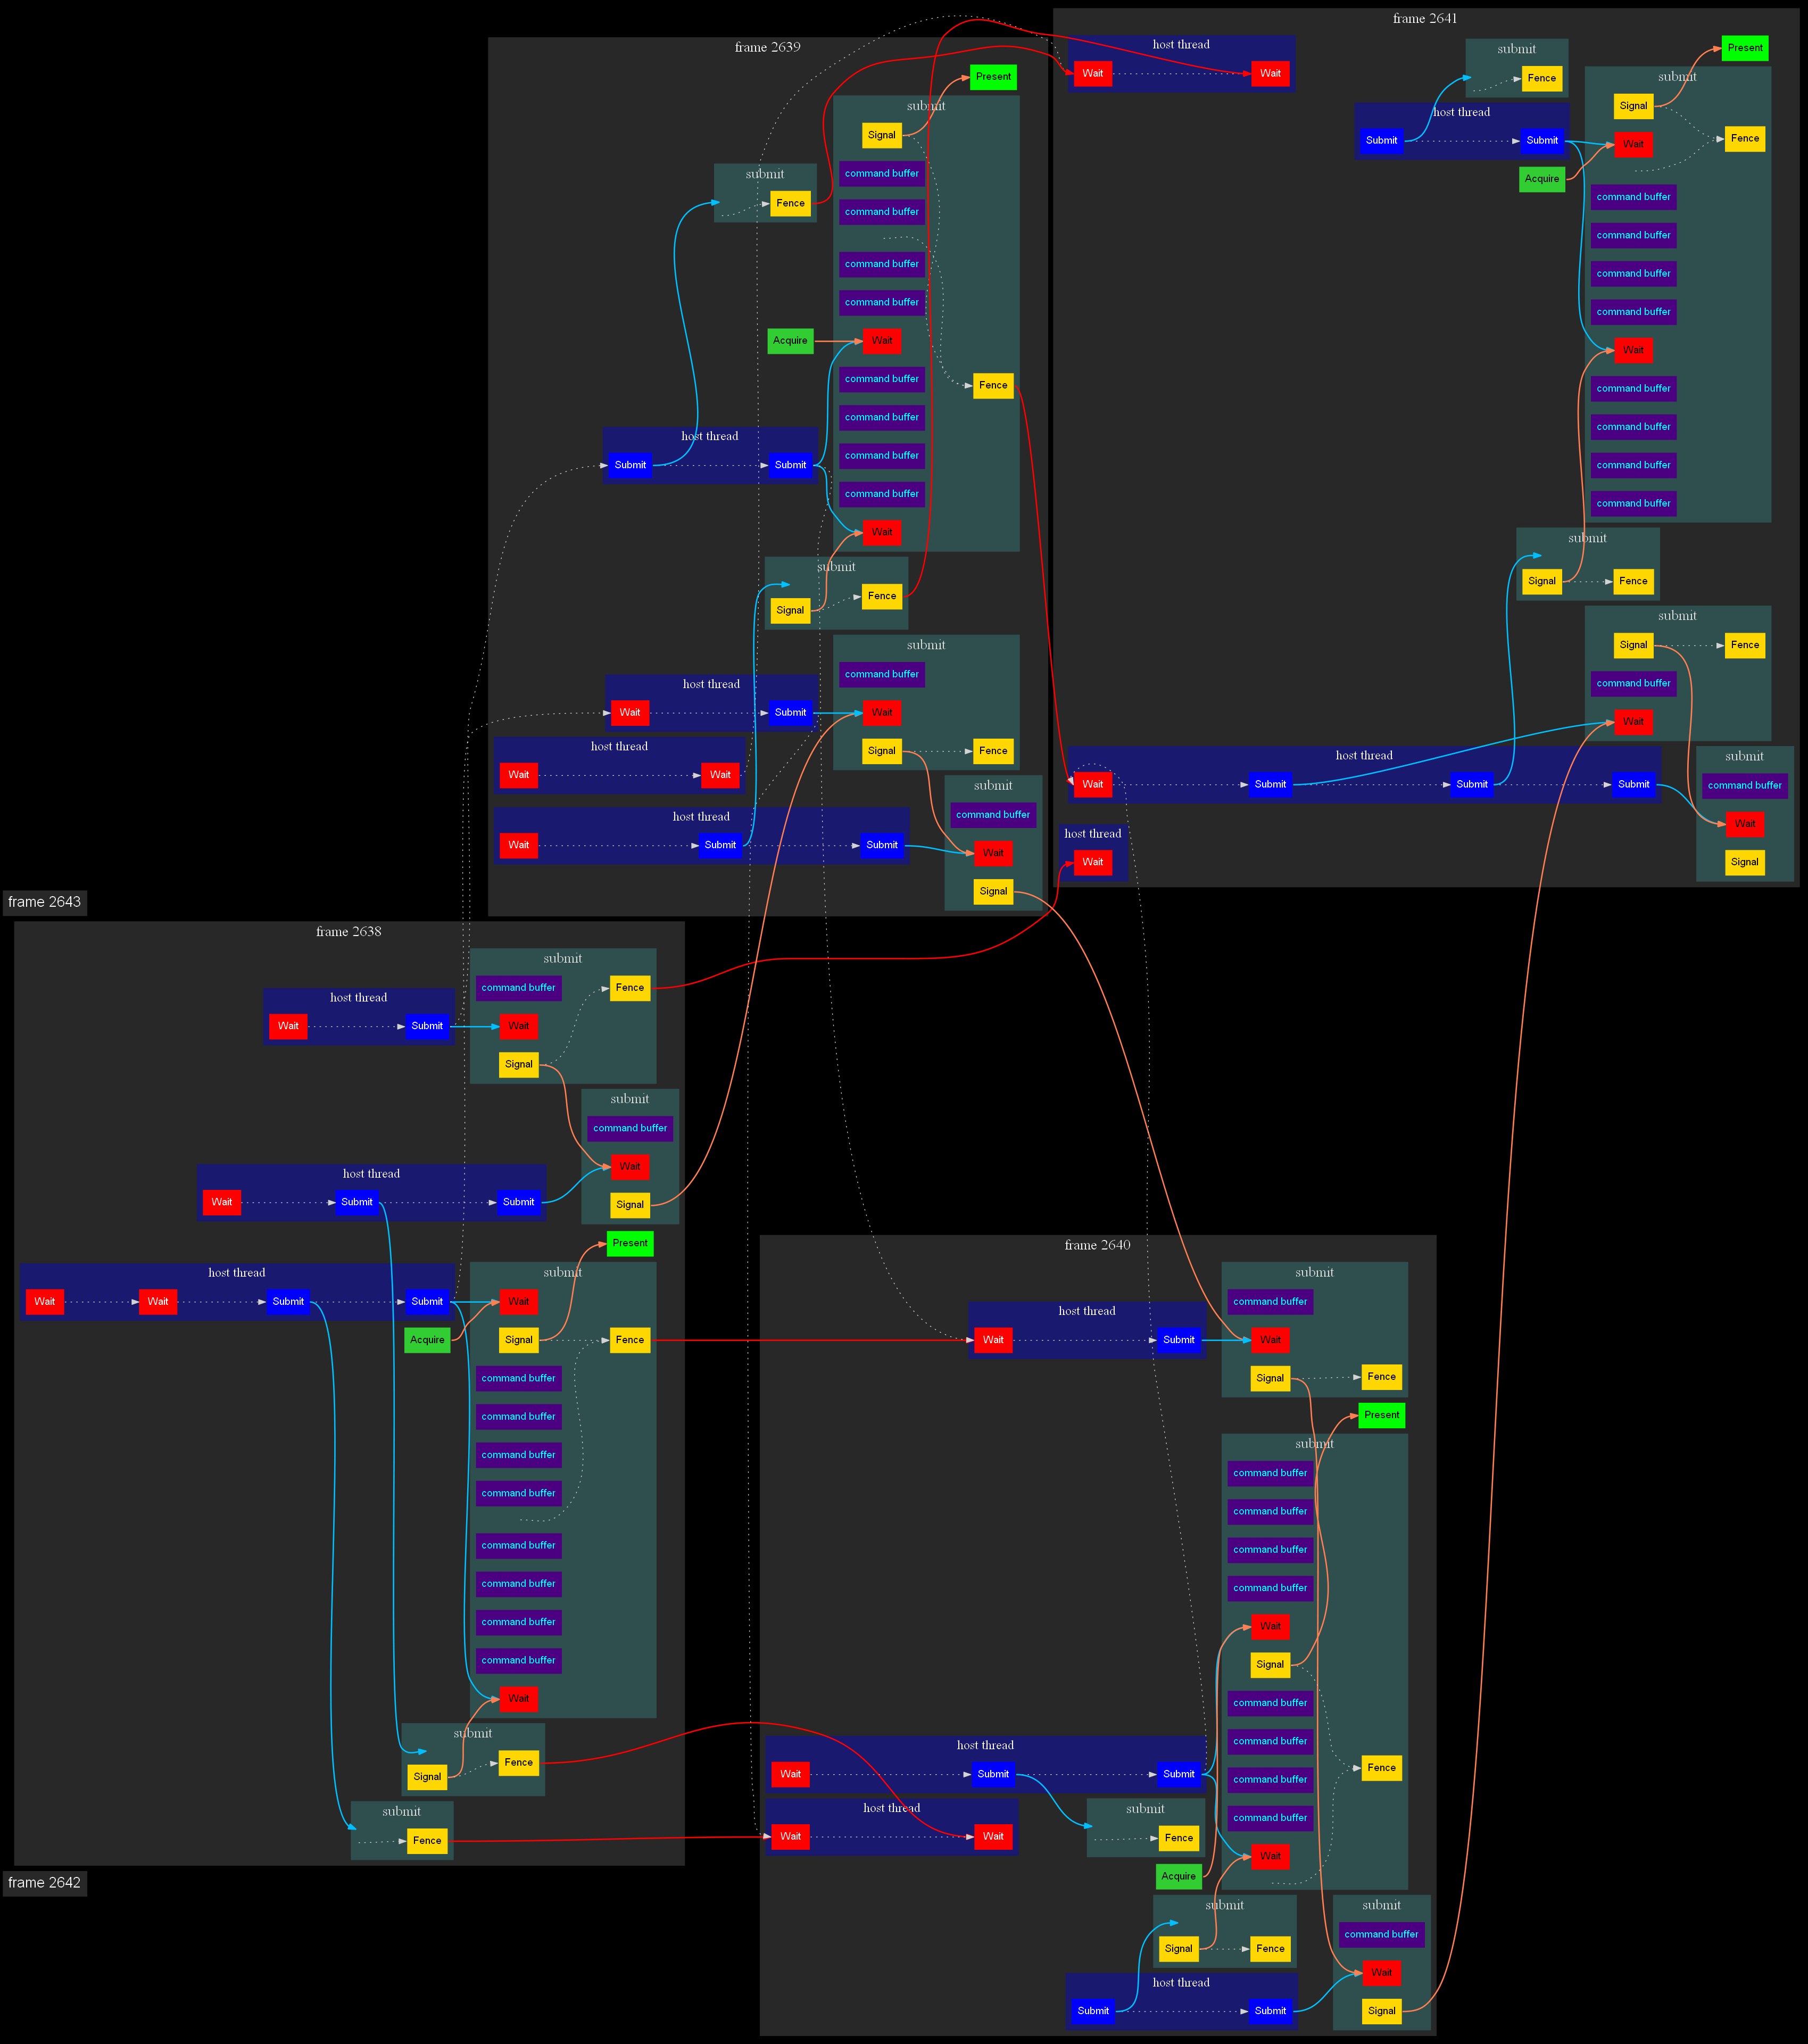 frame 2639
Present
submit
Signal
command buffer
submit
Fence
command buffer
command buffer
command buffer
Acquire
Wait
command buffer
Fence
command buffer
host thread
Submit
Submit
command buffer
command buffer
Wait
submit
Signal
Fence
submit
command buffer
host thread
Wait
Submit
Wait
host thread
Signal
Fence
Wait
Wait
submit
command buffer
host thread
Wait
Submit
Submit
Wait
Signal
frame 2641
host thread
Wait
Wait
submit
Fence
Present
submit
Signal
host thread
Submit
Submit
Wait
Fence
Acquire
command buffer
command buffer
command buffer
command buffer
Wait
command buffer
command buffer
command buffer
command buffer
submit
Signal
Fence
submit
Signal
Fence
command buffer
Wait
host thread
Wait
Submit
Submit
Submit
submit
command buffer
host thread
Wait
Wait
Signal
frame 2643
frame 2638
submit
command buffer
Fence
host thread
Wait
Submit
Wait
Signal
submit
command buffer
host thread
Wait
Submit
Submit
Wait
Signal
Present
host thread
submit
Wait
Wait
Submit
Submit
Wait
Acquire
Signal
Fence
command buffer
command buffer
command buffer
command buffer
command buffer
command buffer
command buffer
command buffer
Wait
submit
Signal
Fence
submit
Fence
frame 2642
frame 2640
submit
command buffer
host thread
Wait
Submit
Wait
Signal
Fence
Present
submit
command buffer
command buffer
command buffer
command buffer
Wait
Signal
command buffer
command buffer
host thread
Wait
Submit
Submit
Fence
command buffer
host thread
submit
command buffer
Wait
Wait
Fence
Wait
Acquire
submit
submit
command buffer
Signal
Fence
Wait
host thread
Submit
Submit
Signal